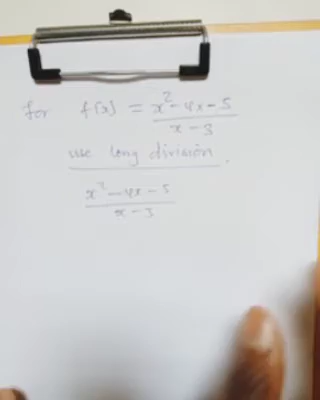 for f(x) = x² - 4x - 5 / x - 3
use long division.
x² - 4x - 5 / x - 3